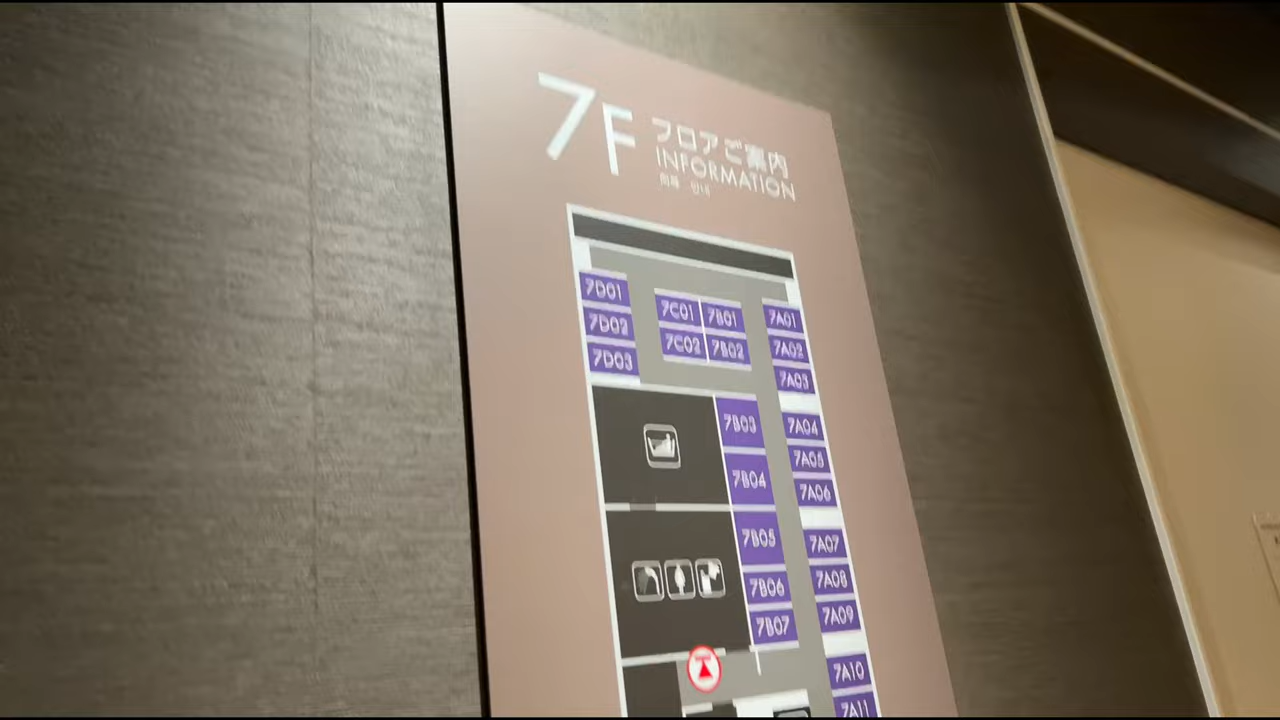 7F
フロアご案内
INFORMATION
7D01
7C01 7B01
7A01
7D02
7C02 7B02
7A02
7D03
7A03
7B03
7A04
7A05
7B04
7A06
7B05
7A07
7B06
7A08
7B07
7A09
7A10
7A11